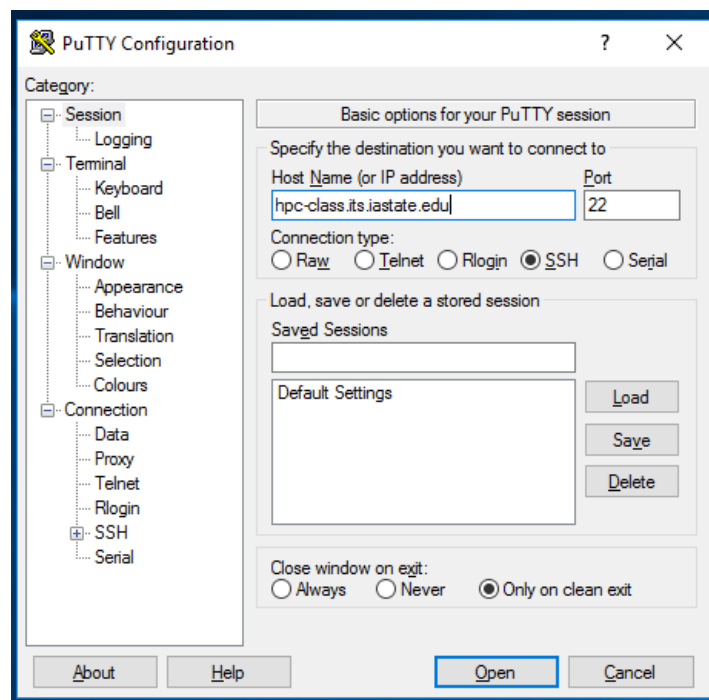 PuTTY Configuration
?
Category:
Session
Logging
Terminal
Keyboard
Bell
Features
Window
Appearance
Behaviour
Translation
Selection
Colours
Connection
Data
Proxy
Telnet
Rlogin
SSH
Serial
Basic options for your PuTTY session
Specify the destination you want to connect to
Host Name (or IP address) Port
hpc-class.its.iastate.edu 22
Connection type:
Raw Telnet Rlogin SSH Serial
Load, save or delete a stored session
Saved Sessions
Default Settings
Load
Save
Delete
Close window on exit:
Always Never Only on clean exit
About Help Open Cancel